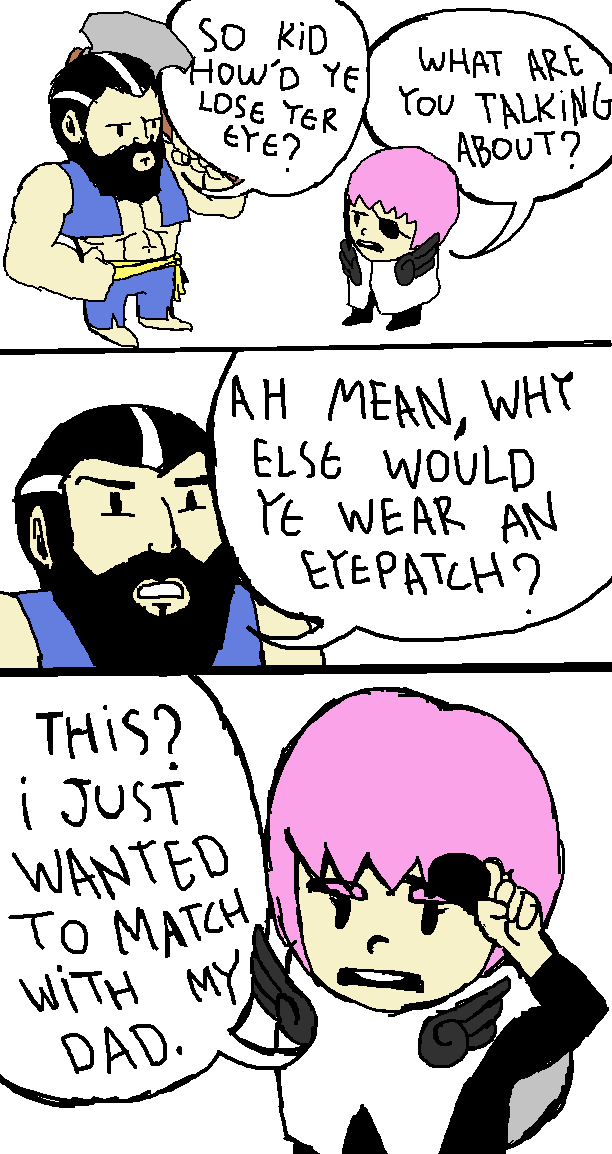 SO KID
HOW'D YE
LOSE YER
EYE?
WHAT ARE
YOU TALKING
ABOUT?
AH MEAN, WHY
ELSE WOULD
YE WEAR AN
EYEPATCH?
THIS?
I JUST
WANTED
TO MATCH
WITH MY
DAD.